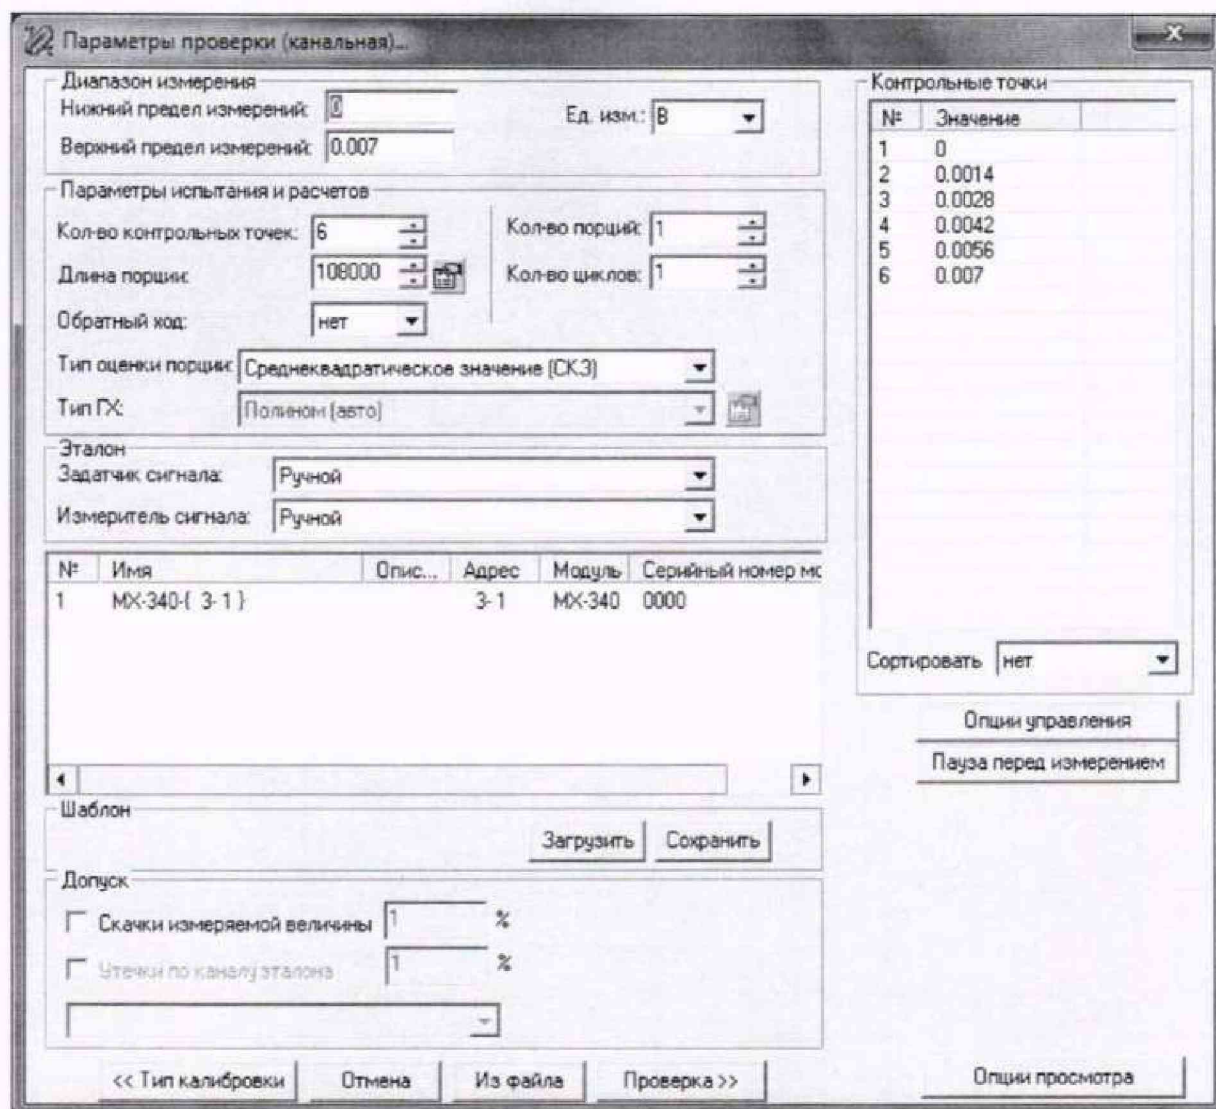 Параметры проверки (канальная)...
Диапазон измерения
Нижний предел измерений: 0
Ед. изм.: В
Верхний предел измерений: 0.007
Параметры испытания и расчетов
Кол-во контрольных точек: 6
Кол-во порций: 1
Длина порции: 108000
Кол-во циклов: 1
Обратный ход: нет
Тип оценки порции: Среднеквадратическое значение (СКЗ)
Тип ГХ: Полином (авто)
Эталон
Задатчик сигнала: Ручной
Измеритель сигнала: Ручной
№ Имя Опис... Адрес Модуль Серийный номер мо
1 MX-340-{ 3- 1 } 3- 1 MX-340 0000
Шаблон
Загрузить Сохранить
Допуск
Скачки измеряемой величины 1 %
Утечки по каналу эталона 1 %
<< Тип калибровки Отмена Из файла Проверка >>
Контрольные точки
№ Значение
1 0
2 0.0014
3 0.0028
4 0.0042
5 0.0056
6 0.007
Сортировать нет
Опции управления
Пауза перед измерением
Опции просмотра